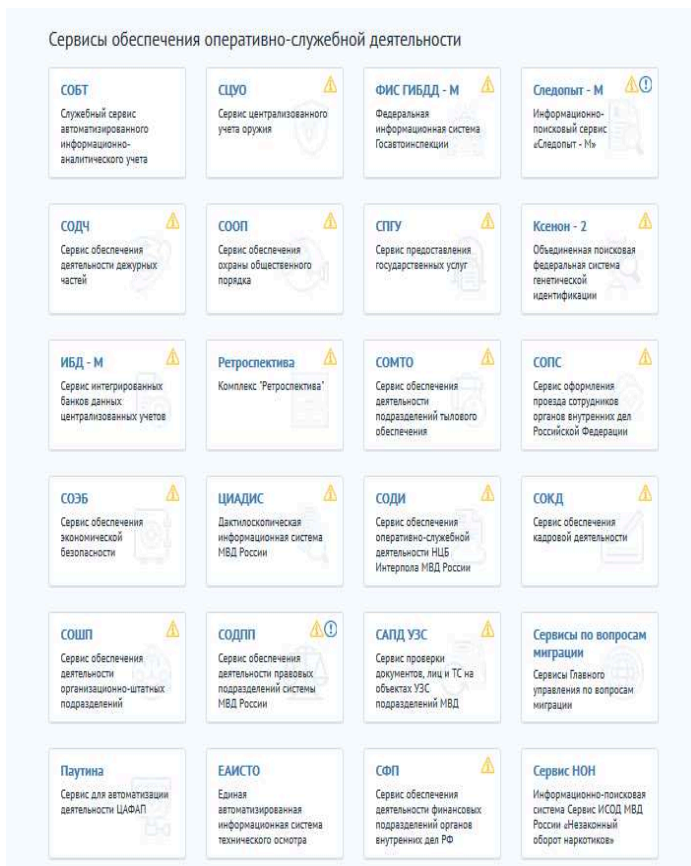 Сервисы обеспечения оперативно-служебной деятельности
СОБТ
Служебный сервис
автоматизированного
информационно-
аналитического учета
СЦУО
Сервис централизованного
учета оружия
ФИС ГИБДД - М
Федеральная
информационная система
Госавтоинспекции
Следопыт - М
Информационно-
поисковый сервис
«Следопыт - М»
СОДЧ
Сервис обеспечения
деятельности дежурных
частей
СООП
Сервис обеспечения
охраны общественного
порядка
СПГУ
Сервис предоставления
государственных услуг
Ксенон - 2
Объединенная поисковая
федеральная система
генетической
идентификации
ИБД - М
Сервис интегрированных
банков данных
централизованных учетов
Ретроспектива
Комплекс "Ретроспектива"
СОМТО
Сервис обеспечения
деятельности
подразделений тылового
обеспечения
СОПС
Сервис оформления
проезда сотрудников
органов внутренних дел
Российской Федерации
СОЭБ
Сервис обеспечения
экономической
безопасности
ЦИАДИС
Дактилоскопическая
информационная система
МВД России
СОДИ
Сервис обеспечения
оперативно-служебной
деятельности НЦБ
Интерпола МВД России
СОКД
Сервис обеспечения
кадровой деятельности
СОШП
Сервис обеспечения
деятельности
организационно-штатных
подразделений
СОДПП
Сервис обеспечения
деятельности правовых
подразделений системы
МВД России
САПД УЗС
Сервис проверки
документов, лиц и ТС на
объектах УЗС
подразделений МВД
Сервисы по вопросам
миграции
Сервисы Главного
управления по вопросам
миграции
Паутина
Сервис для автоматизации
деятельности ЦАФАП
ЕАИСТО
Единая
автоматизированная
информационная система
технического осмотра
СФП
Сервис обеспечения
деятельности финансовых
подразделений органов
внутренних дел РФ
Сервис НОН
Информационно-поисковая
система Сервис ИСОД МВД
России «Незаконный
оборот наркотиков»